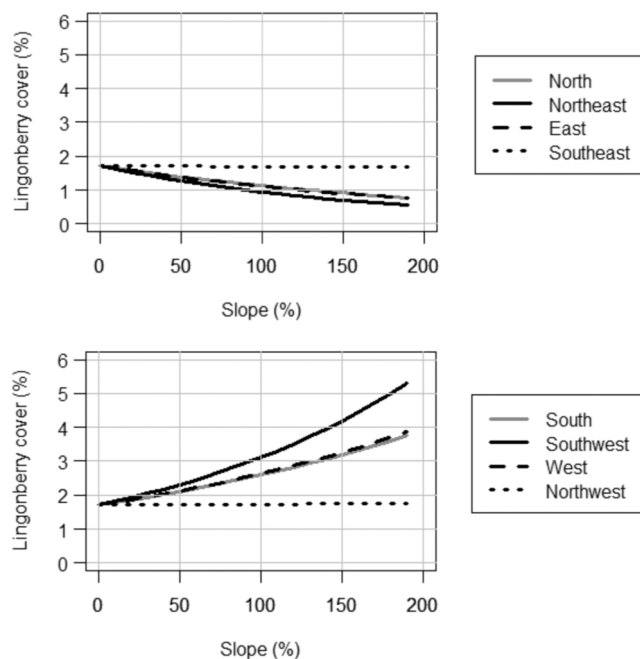 Lingonberry cover (%)
6
5
4
3
2
1
0
0 50 100 150 200
Slope (%)
North
Northeast
East
Southeast
Lingonberry cover (%)
6
5
4
3
2
1
0
0 50 100 150 200
Slope (%)
South
Southwest
West
Northwest